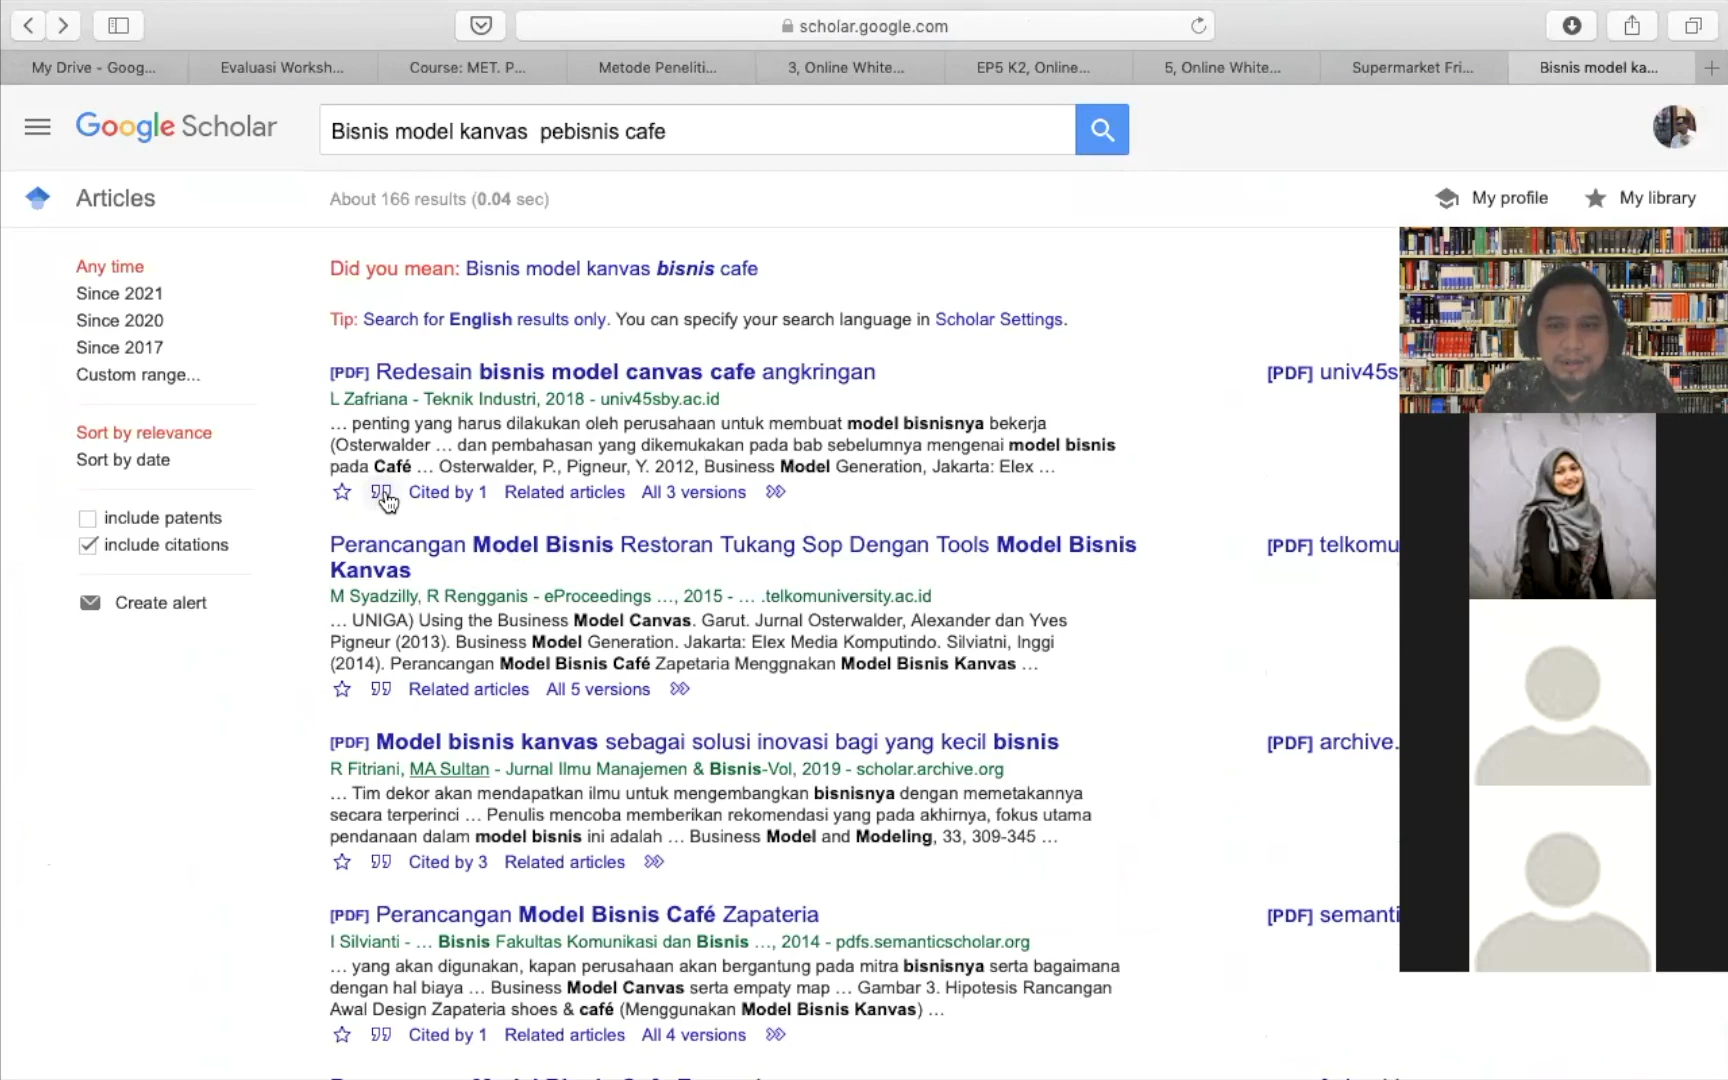 scholar.google.com
My Drive - Goog...
Evaluasi Worksh...
Course: MET. P...
Metode Peneliti...
3, Online White...
EP5 K2, Online...
5, Online White...
Supermarket Fri...
Bisnis model ka...
Google Scholar
Bisnis model kanvas  pebisnis cafe
Articles
About 166 results (0.04 sec)
My profile
My library
Any time
Since 2021
Since 2020
Since 2017
Custom range...
Sort by relevance
Sort by date
include patents
include citations
Create alert
Did you mean: Bisnis model kanvas bisnis cafe
Tip: Search for English results only. You can specify your search language in Scholar Settings.
[PDF] Redesain bisnis model canvas cafe angkringan
[PDF] univ45s
L Zafriana - Teknik Industri, 2018 - univ45sby.ac.id
… penting yang harus dilakukan oleh perusahaan untuk membuat model bisnisnya bekerja
(Osterwalder … dan pembahasan yang dikemukakan pada bab sebelumnya mengenai model bisnis
pada Café … Osterwalder, P., Pigneur, Y. 2012, Business Model Generation, Jakarta: Elex …
Cited by 1 Related articles All 3 versions
Perancangan Model Bisnis Restoran Tukang Sop Dengan Tools Model Bisnis
Kanvas
[PDF] telkomu
M Syadzilly, R Rengganis - eProceedings …, 2015 - … .telkomuniversity.ac.id
… UNIGA) Using the Business Model Canvas. Garut. Jurnal Osterwalder, Alexander dan Yves
Pigneur (2013). Business Model Generation. Jakarta: Elex Media Komputindo. Silviatni, Inggi
(2014). Perancangan Model Bisnis Café Zapetaria Menggnakan Model Bisnis Kanvas …
Related articles All 5 versions
[PDF] Model bisnis kanvas sebagai solusi inovasi bagi yang kecil bisnis
[PDF] archive.
R Fitriani, MA Sultan - Jurnal Ilmu Manajemen & Bisnis-Vol, 2019 - scholar.archive.org
… Tim dekor akan mendapatkan ilmu untuk mengembangkan bisnisnya dengan memetakannya
secara terperinci … Penulis mencoba memberikan rekomendasi yang pada akhirnya, fokus utama
pendanaan dalam model bisnis ini adalah … Business Model and Modeling, 33, 309-345 …
Cited by 3 Related articles
[PDF] Perancangan Model Bisnis Café Zapateria
[PDF] semanti
I Silvianti - … Bisnis Fakultas Komunikasi dan Bisnis …, 2014 - pdfs.semanticscholar.org
… yang akan digunakan, kapan perusahaan akan bergantung pada mitra bisnisnya serta bagaimana
dengan hal biaya … Business Model Canvas serta empaty map … Gambar 3. Hipotesis Rancangan
Awal Design Zapateria shoes & café (Menggunakan Model Bisnis Kanvas) …
Cited by 1 Related articles All 4 versions